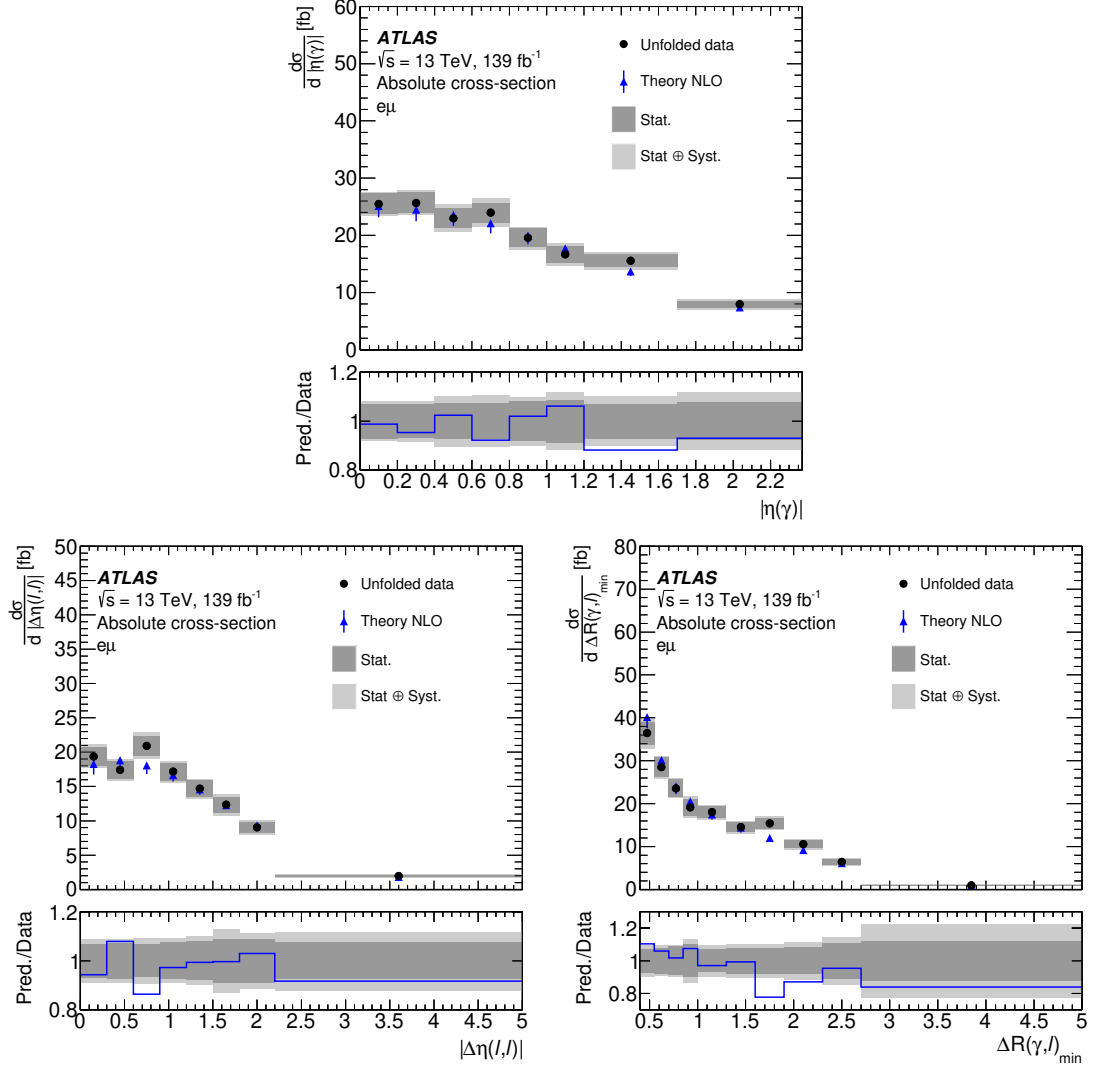 dσ
d |η(γ)| [fb]
60
50
40
30
20
10
0
ATLAS
√s = 13 TeV, 139 fb⁻¹
Absolute cross-section
eμ
Unfolded data
Theory NLO
Stat.
Stat ⊕ Syst.
Pred./Data
1.2
1
0.8
0 0.2 0.4 0.6 0.8 1 1.2 1.4 1.6 1.8 2 2.2
|η(γ)|
dσ
d |Δη(l,l)| [fb]
50
45
40
35
30
25
20
15
10
5
0
ATLAS
√s = 13 TeV, 139 fb⁻¹
Absolute cross-section
eμ
Unfolded data
Theory NLO
Stat.
Stat ⊕ Syst.
Pred./Data
1.2
1
0.8
0 0.5 1 1.5 2 2.5 3 3.5 4 4.5 5
|Δη(l,l)|
dσ
d ΔR(γ,l)min [fb]
80
70
60
50
40
30
20
10
0
ATLAS
√s = 13 TeV, 139 fb⁻¹
Absolute cross-section
eμ
Unfolded data
Theory NLO
Stat.
Stat ⊕ Syst.
Pred./Data
1.2
1
0.8
0.5 1 1.5 2 2.5 3 3.5 4 4.5 5
ΔR(γ,l)min